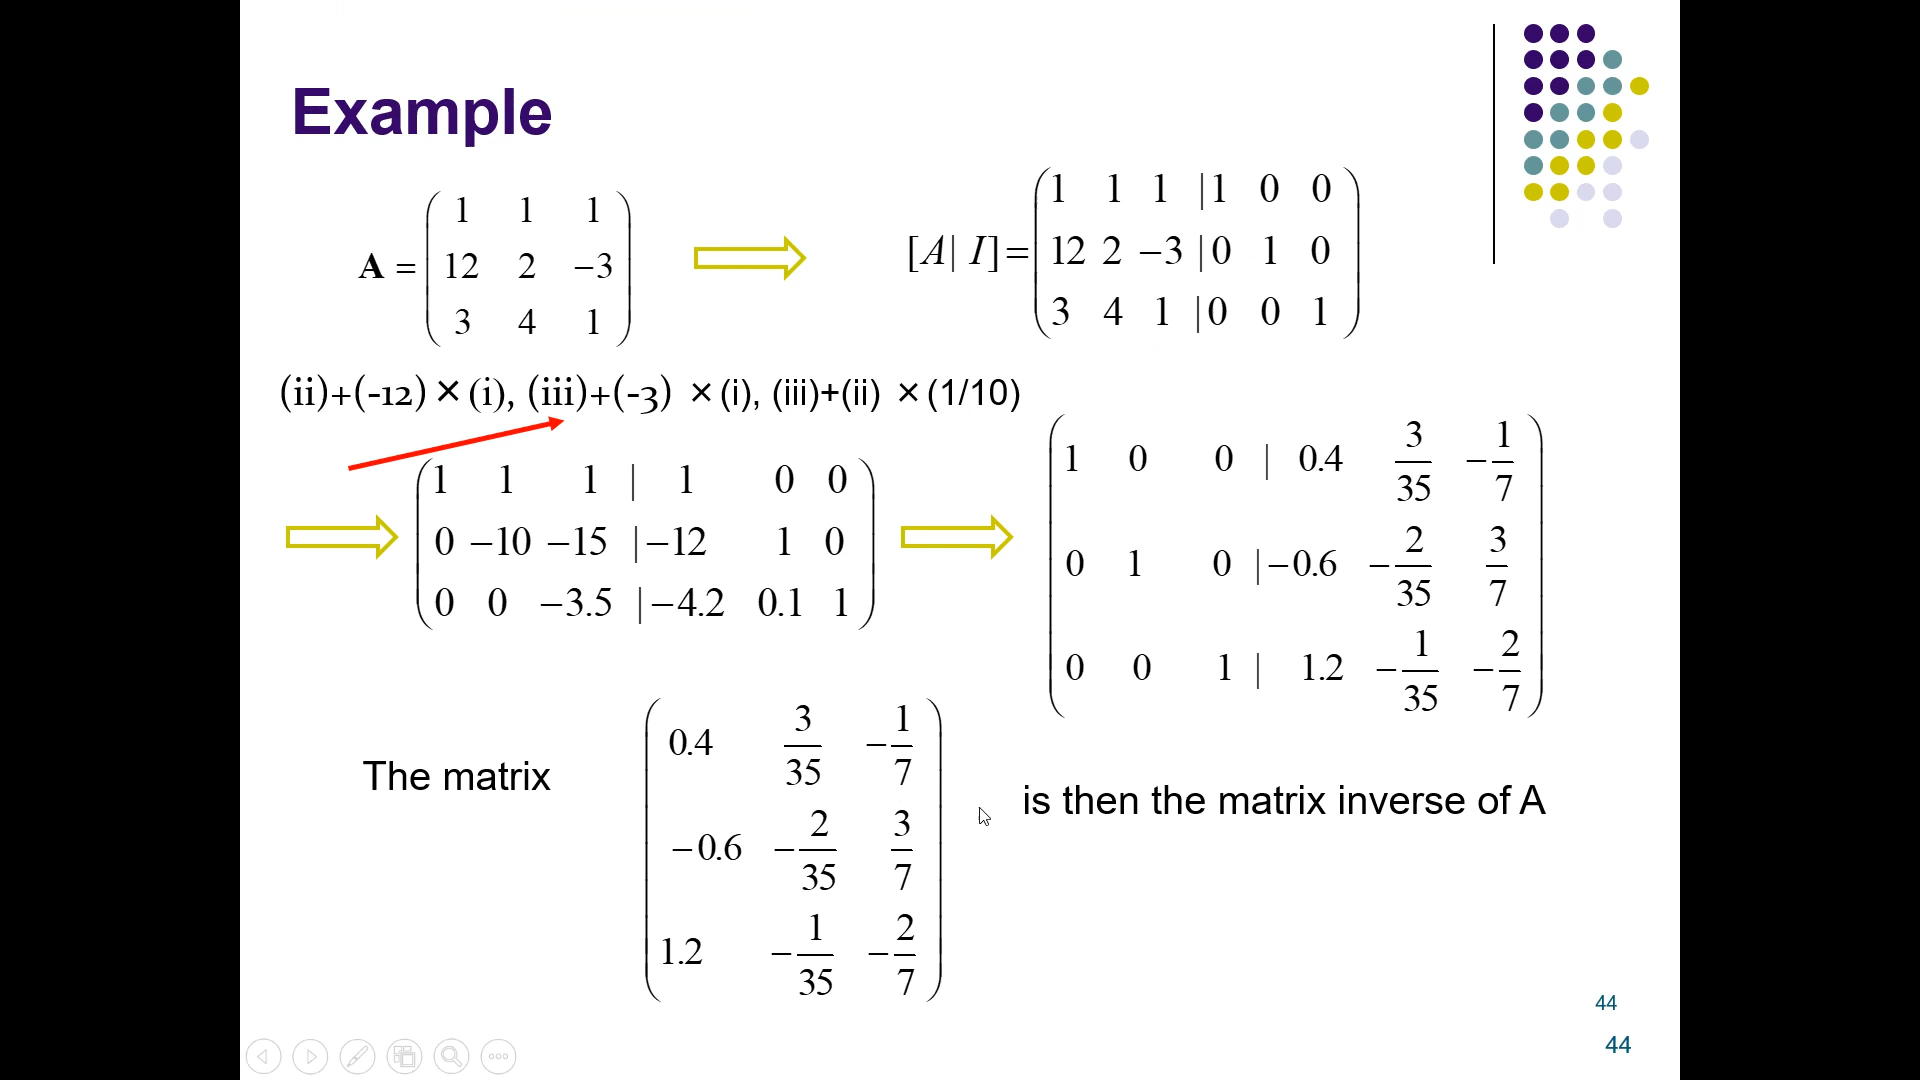 Example
A = ( 1 1 1
12 2 −3
3 4 1 )
[A| I]= ( 1 1 1 |1 0 0
12 2 −3 |0 1 0
3 4 1 |0 0 1 )
(ii)+(-12) × (i), (iii)+(-3) × (i), (iii)+(ii) × (1/10)
( 1 1 1 | 1 0 0
0 −10 −15 |−12 1 0
0 0 −3.5 |−4.2 0.1 1 )
( 1 0 0 | 0.4 3/35 −1/7
0 1 0 |−0.6 −2/35 3/7
0 0 1 | 1.2 −1/35 −2/7 )
The matrix
( 0.4 3/35 −1/7
−0.6 −2/35 3/7
1.2 −1/35 −2/7 )
is then the matrix inverse of A
44
44